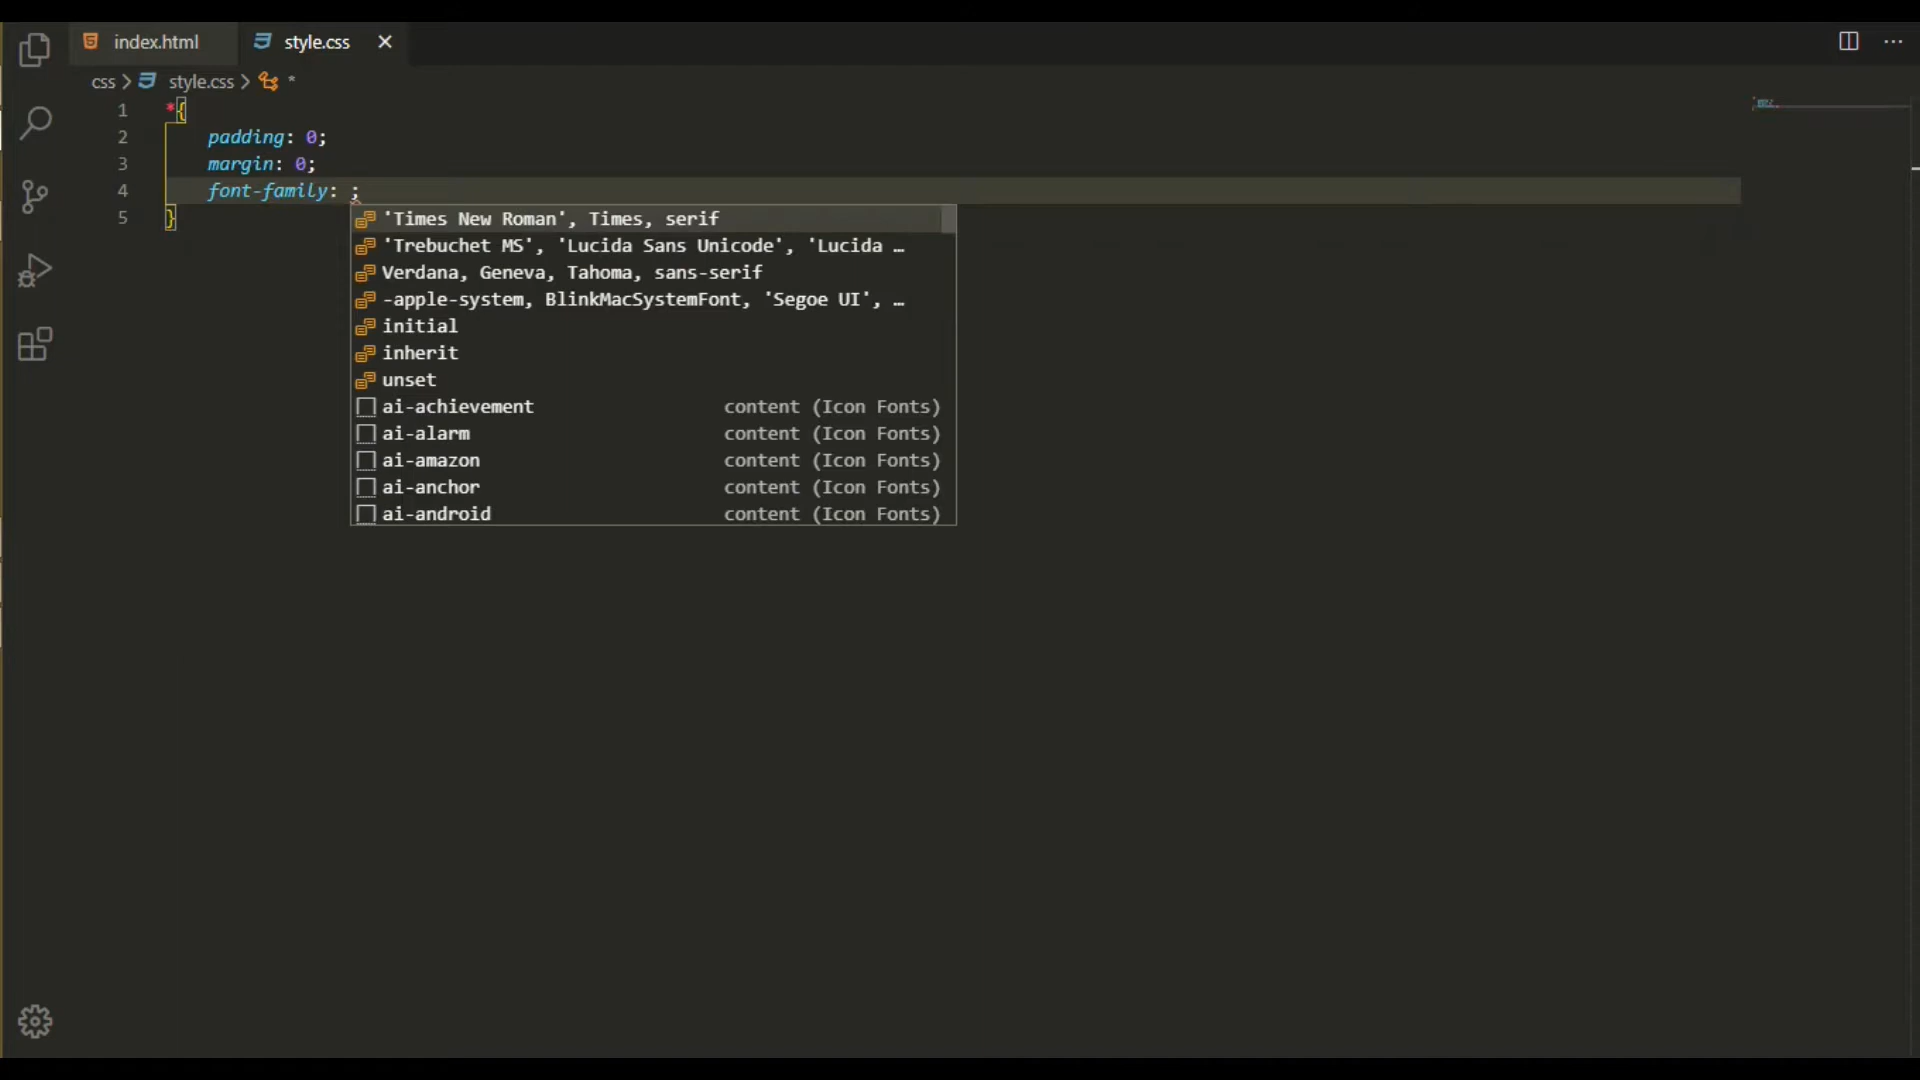 index.html
style.css
css > style.css > *
1 *{
2 padding: 0;
3 margin: 0;
4 font-family: ;
5 }
'Times New Roman', Times, serif
'Trebuchet MS', 'Lucida Sans Unicode', 'Lucida …
Verdana, Geneva, Tahoma, sans-serif
-apple-system, BlinkMacSystemFont, 'Segoe UI', …
initial
inherit
unset
ai-achievement content (Icon Fonts)
ai-alarm content (Icon Fonts)
ai-amazon content (Icon Fonts)
ai-anchor content (Icon Fonts)
ai-android content (Icon Fonts)